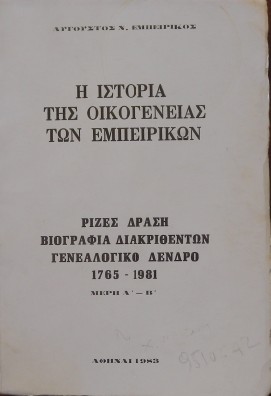 ΑΥΓΟΥΣΤΟΣ Χ. ΕΜΠΕΙΡΙΚΟΣ
Η ΙΣΤΟΡΙΑ
ΤΗΣ ΟΙΚΟΓΕΝΕΙΑΣ
ΤΩΝ ΕΜΠΕΙΡΙΚΩΝ
ΡΙΖΕΣ ΔΡΑΣΗ
ΒΙΟΓΡΑΦΙΑ ΔΙΑΚΡΙΘΕΝΤΩΝ
ΓΕΝΕΑΛΟΓΙΚΟ ΔΕΝΔΡΟ
1765 - 1981
ΜΕΡΗ Α΄ – Β΄
ΑΘΗΝΑΙ 1983